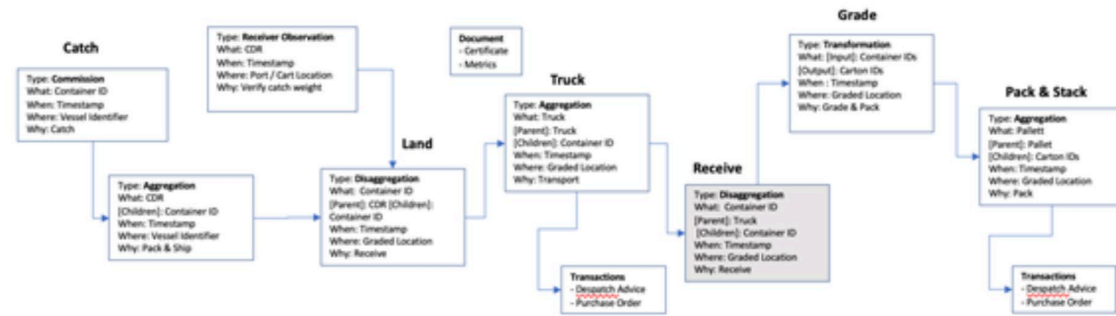 Catch
Type: Commission
What: Container ID
When: Timestamp
Where: Vessel Identifier
Why: Catch
Type: Aggregation
What: CDR
[Children]: Container ID
When: Timestamp
Where: Vessel Identifier
Why: Pack & Ship
Type: Receiver Observation
What: CDR
When: Timestamp
Where: Port / Cart Location
Why: Verify catch weight
Land
Type: Disaggregation
What:  Container ID
[Parent]: CDR [Children]:
Container ID
When: Timestamp
Where: Graded Location
Why: Receive
Document
- Certificate
- Metrics
Truck
Type: Aggregation
What: Truck
[Parent]: Truck
[Children]: Container ID
When: Timestamp
Where: Graded Location
Why: Transport
Transactions
- Despatch Advice
- Purchase Order
Receive
Type: Disaggregation
What:  Container ID
[Parent]: Truck
[Children]: Container ID
When: Timestamp
Where: Graded Location
Why: Receive
Grade
Type: Transformation
What: [Input]: Container IDs
[Output]: Carton IDs
When : Timestamp
Where: Graded Location
Why: Grade & Pack
Pack & Stack
Type: Aggregation
What: Pallett
[Parent]: Pallet
[Children]: Carton IDs
When: Timestamp
Where: Graded Location
Why: Pack
Transactions
- Despatch Advice
- Purchase Order